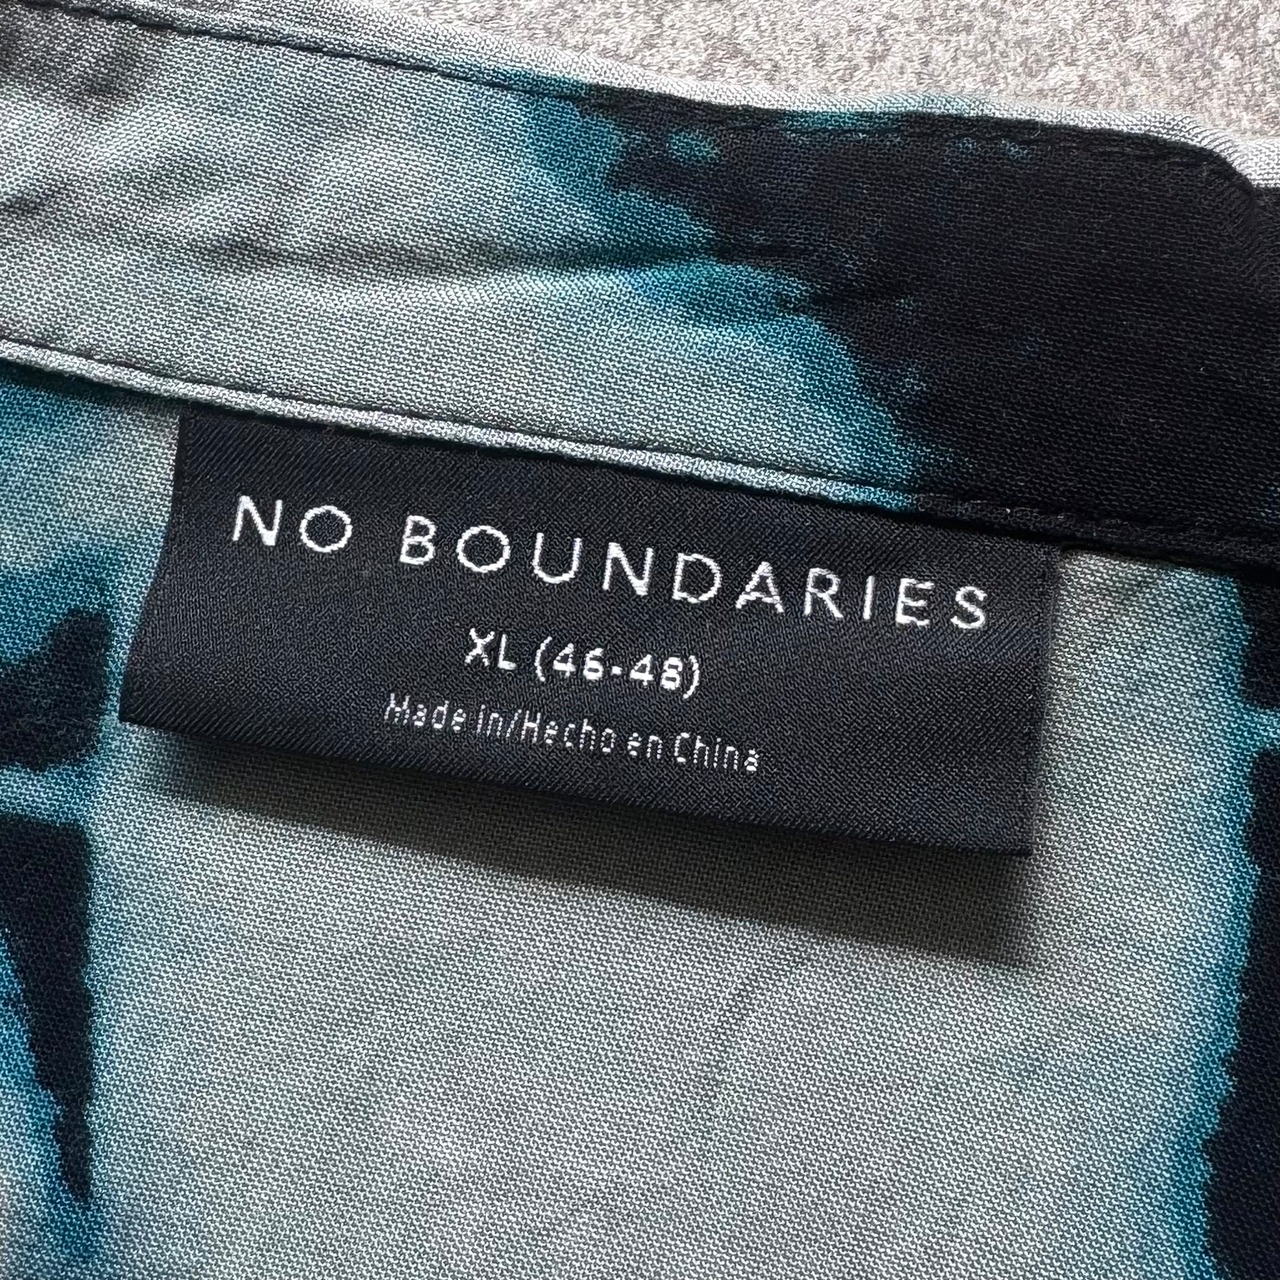 NO BOUNDARIES
XL (46-48)
Made in/Hecho en China